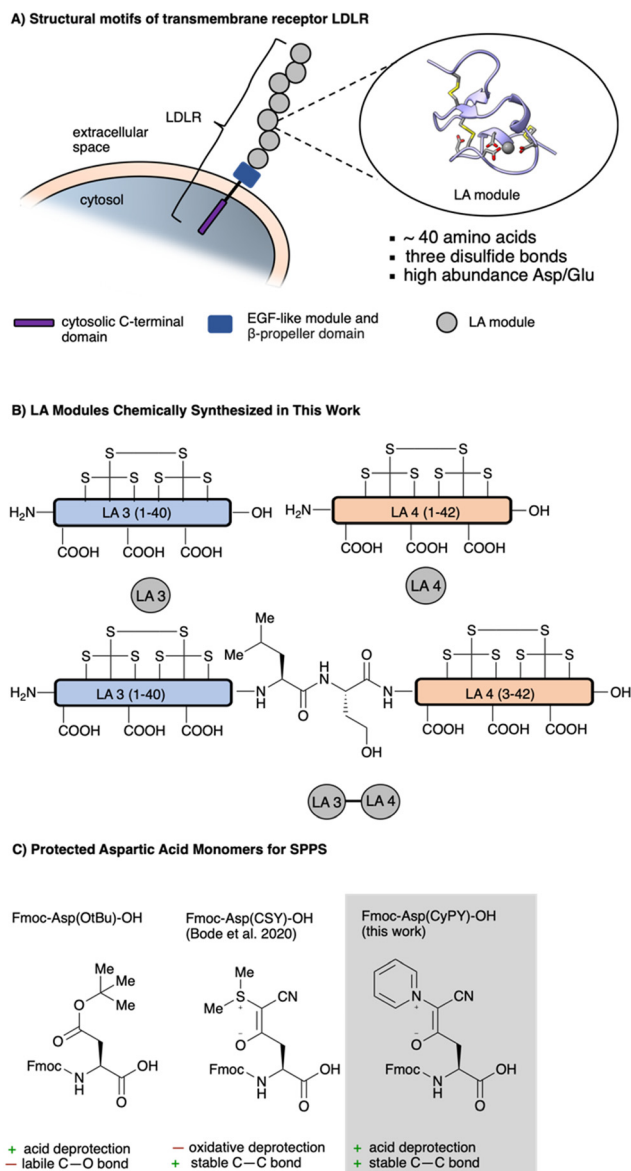 A) Structural motifs of transmembrane receptor LDLR
LDLR
extracellular
space
cytosol
LA module
▪ ~ 40 amino acids
▪ three disulfide bonds
▪ high abundance Asp/Glu
cytosolic C-terminal
domain
EGF-like module and
β-propeller domain
LA module
B) LA Modules Chemically Synthesized in This Work
S S
S S S S
H₂N LA 3 (1-40) OH
COOH COOH COOH
LA 3
S S
S S S S
H₂N LA 4 (1-42) OH
COOH COOH COOH
LA 4
S S
S S S S
H₂N LA 3 (1-40)
COOH COOH COOH
Me
Me
N
H
O
H
N
O
N
H
OH
S S
S S S S
LA 4 (3-42) OH
COOH COOH COOH
LA 3 LA 4
C) Protected Aspartic Acid Monomers for SPPS
Fmoc-Asp(OtBu)-OH
Me
Me
Me
O
O
Fmoc
N
H
OH
O
+ acid deprotection
− labile C—O bond
Fmoc-Asp(CSY)-OH
(Bode et al. 2020)
Me
Me S CN
+
−
O
Fmoc
N
H
OH
O
− oxidative deprotection
+ stable C—C bond
Fmoc-Asp(CyPY)-OH
(this work)
N CN
+
−
O
Fmoc
N
H
OH
O
+ acid deprotection
+ stable C—C bond